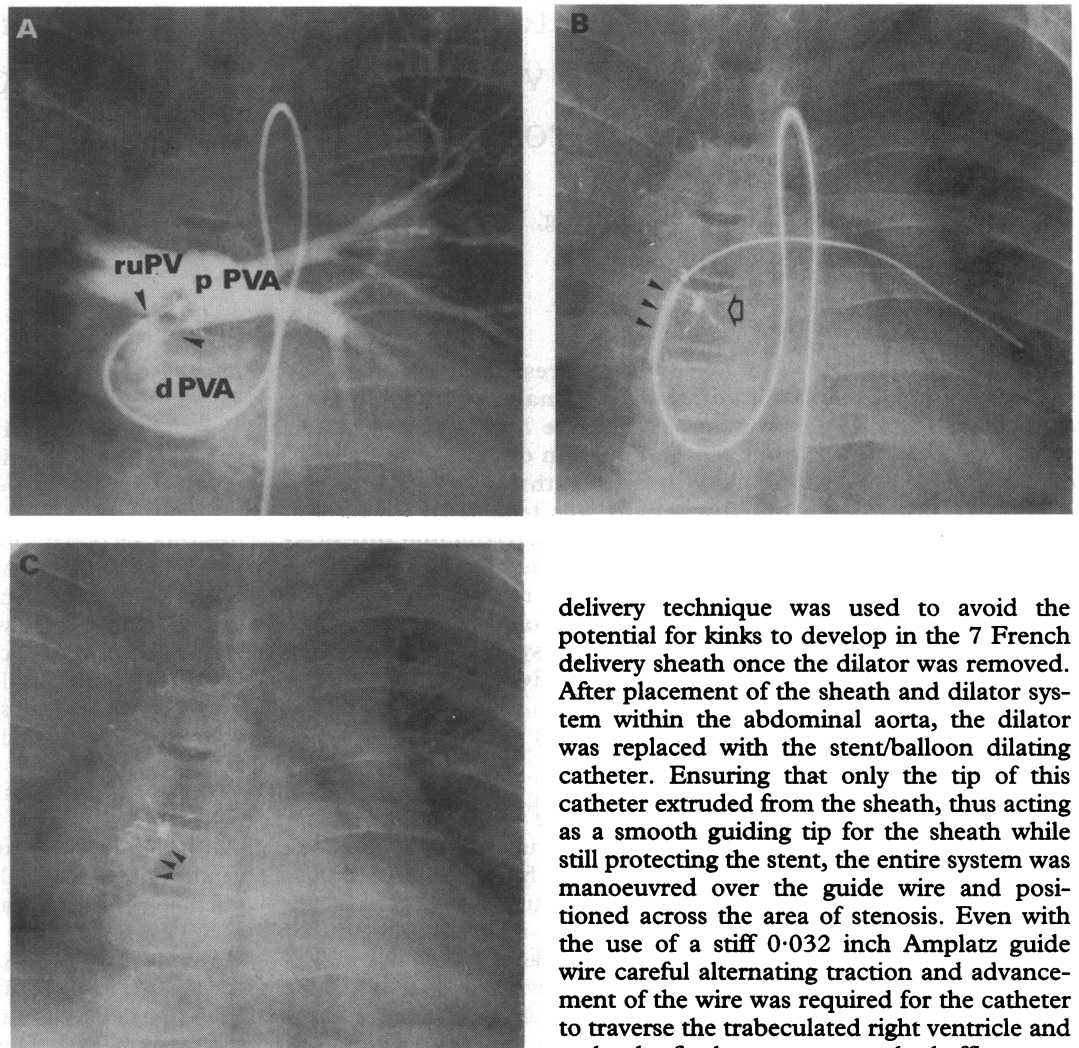 A
ruPV
p PVA
d PVA
B
C
delivery technique was used to avoid the
potential for kinks to develop in the 7 French
delivery sheath once the dilator was removed.
After placement of the sheath and dilator sys-
tem within the abdominal aorta, the dilator
was replaced with the stent/balloon dilating
catheter. Ensuring that only the tip of this
catheter extruded from the sheath, thus acting
as a smooth guiding tip for the sheath while
still protecting the stent, the entire system was
manoeuvred over the guide wire and posi-
tioned across the area of stenosis. Even with
the use of a stiff 0·032 inch Amplatz guide
wire careful alternating traction and advance-
ment of the wire was required for the catheter
to traverse the trabeculated right ventricle and